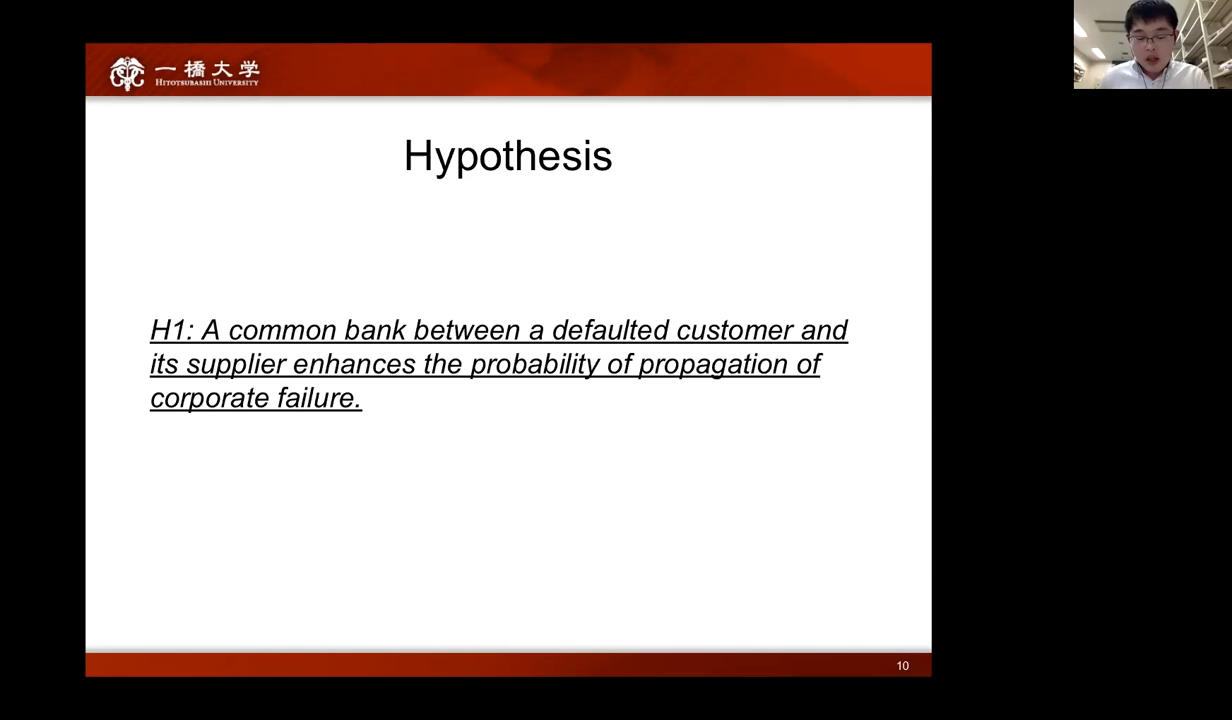 一橋大学
HITOTSUBASHI UNIVERSITY
Hypothesis
H1: A common bank between a defaulted customer and
its supplier enhances the probability of propagation of
corporate failure.
10